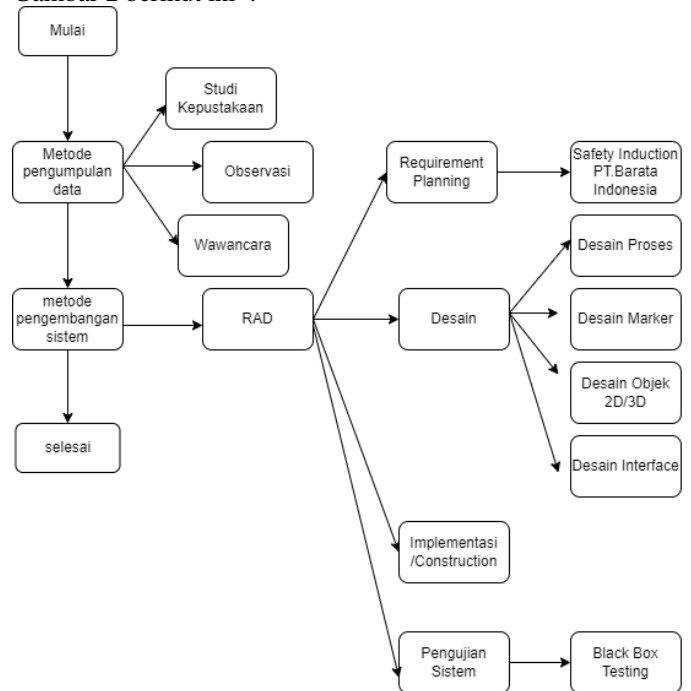 Mulai
Studi
Kepustakaan
Metode
pengumpulan
data
Observasi
Wawancara
Requirement
Planning
Safety Induction
PT.Barata
Indonesia
metode
pengembangan
sistem
RAD
Desain
Desain Proses
Desain Marker
Desain Objek
2D/3D
Desain Interface
selesai
Implementasi
/Construction
Pengujian
Sistem
Black Box
Testing